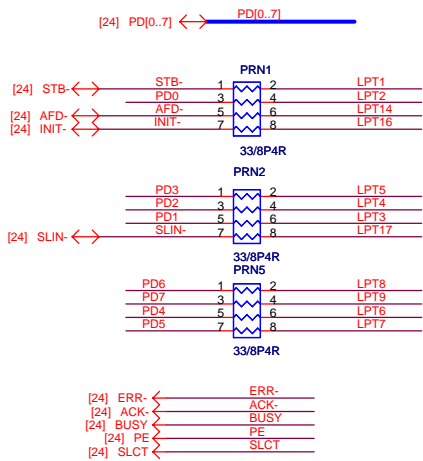 [24] PD[0..7] PD[0..7]
PRN1
[24] STB- STB- 1 2 LPT1
PD0 3 4 LPT2
[24] AFD- AFD- 5 6 LPT14
[24] INIT- INIT- 7 8 LPT16
33/8P4R
PRN2
PD3 1 2 LPT5
PD2 3 4 LPT4
PD1 5 6 LPT3
[24] SLIN- SLIN- 7 8 LPT17
33/8P4R
PRN5
PD6 1 2 LPT8
PD7 3 4 LPT9
PD4 5 6 LPT6
PD5 7 8 LPT7
33/8P4R
[24] ERR- ERR-
[24] ACK- ACK-
[24] BUSY BUSY
[24] PE PE
[24] SLCT SLCT